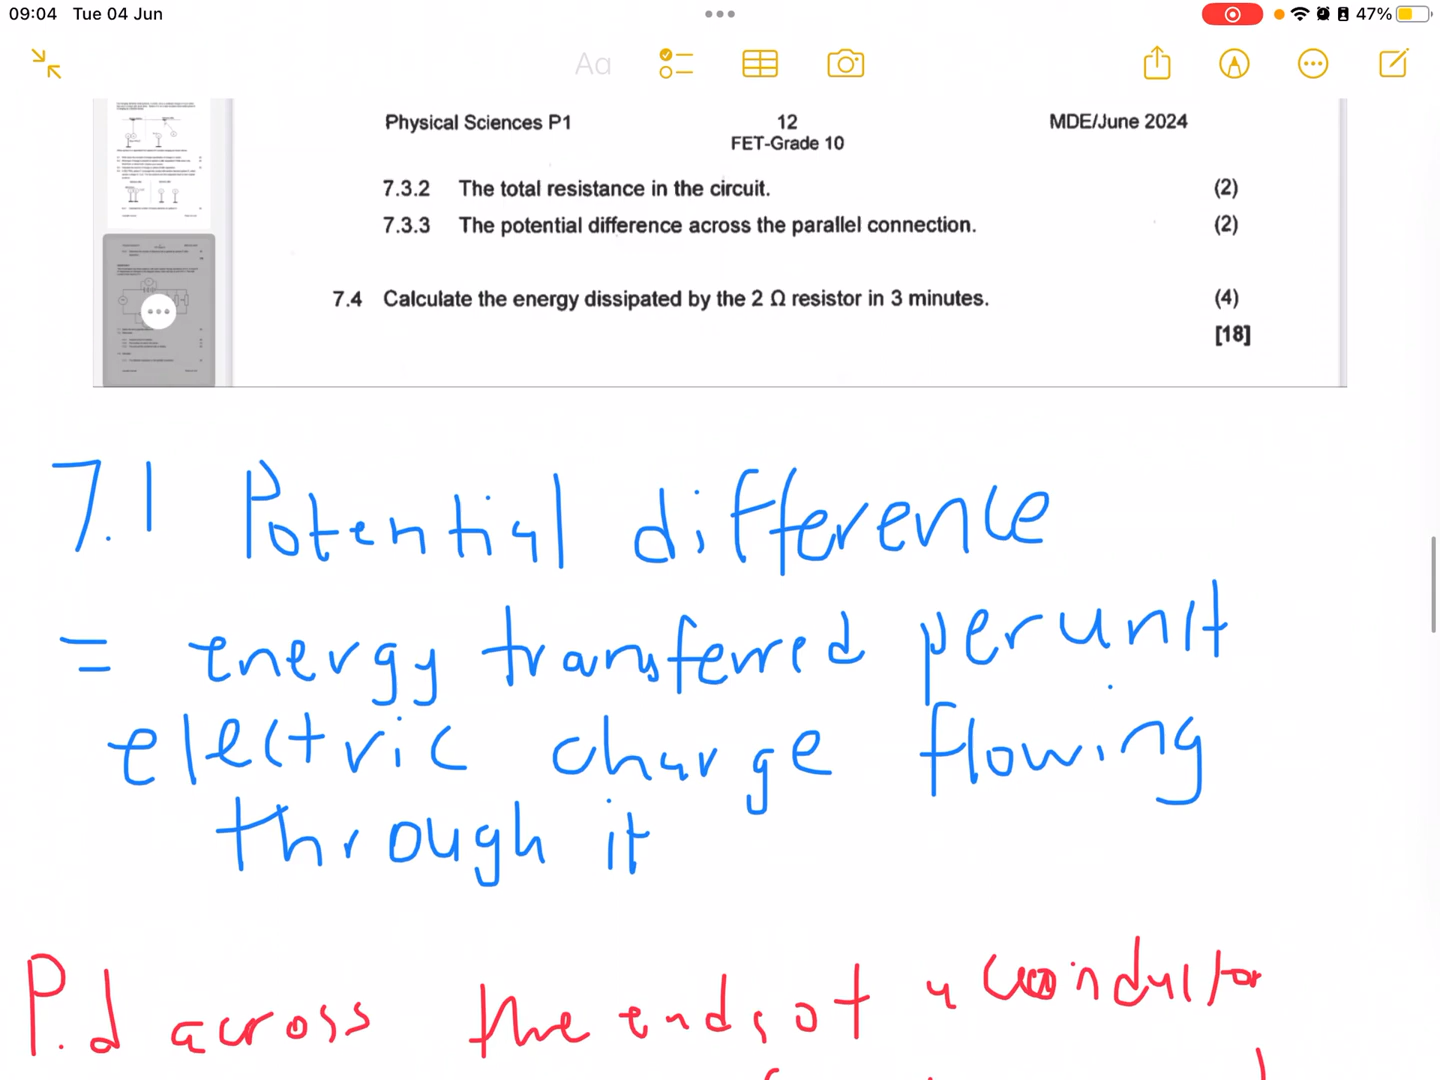 09:04 Tue 04 Jun
47%
Aa
Physical Sciences P1 12 MDE/June 2024
FET-Grade 10
7.3.2 The total resistance in the circuit. (2)
7.3.3 The potential difference across the parallel connection. (2)
7.4 Calculate the energy dissipated by the 2 Ω resistor in 3 minutes. (4)
[18]
7.1 Potential difference
= energy transferred per unit
electric charge flowing
through it
P.d across the ends of a conductor